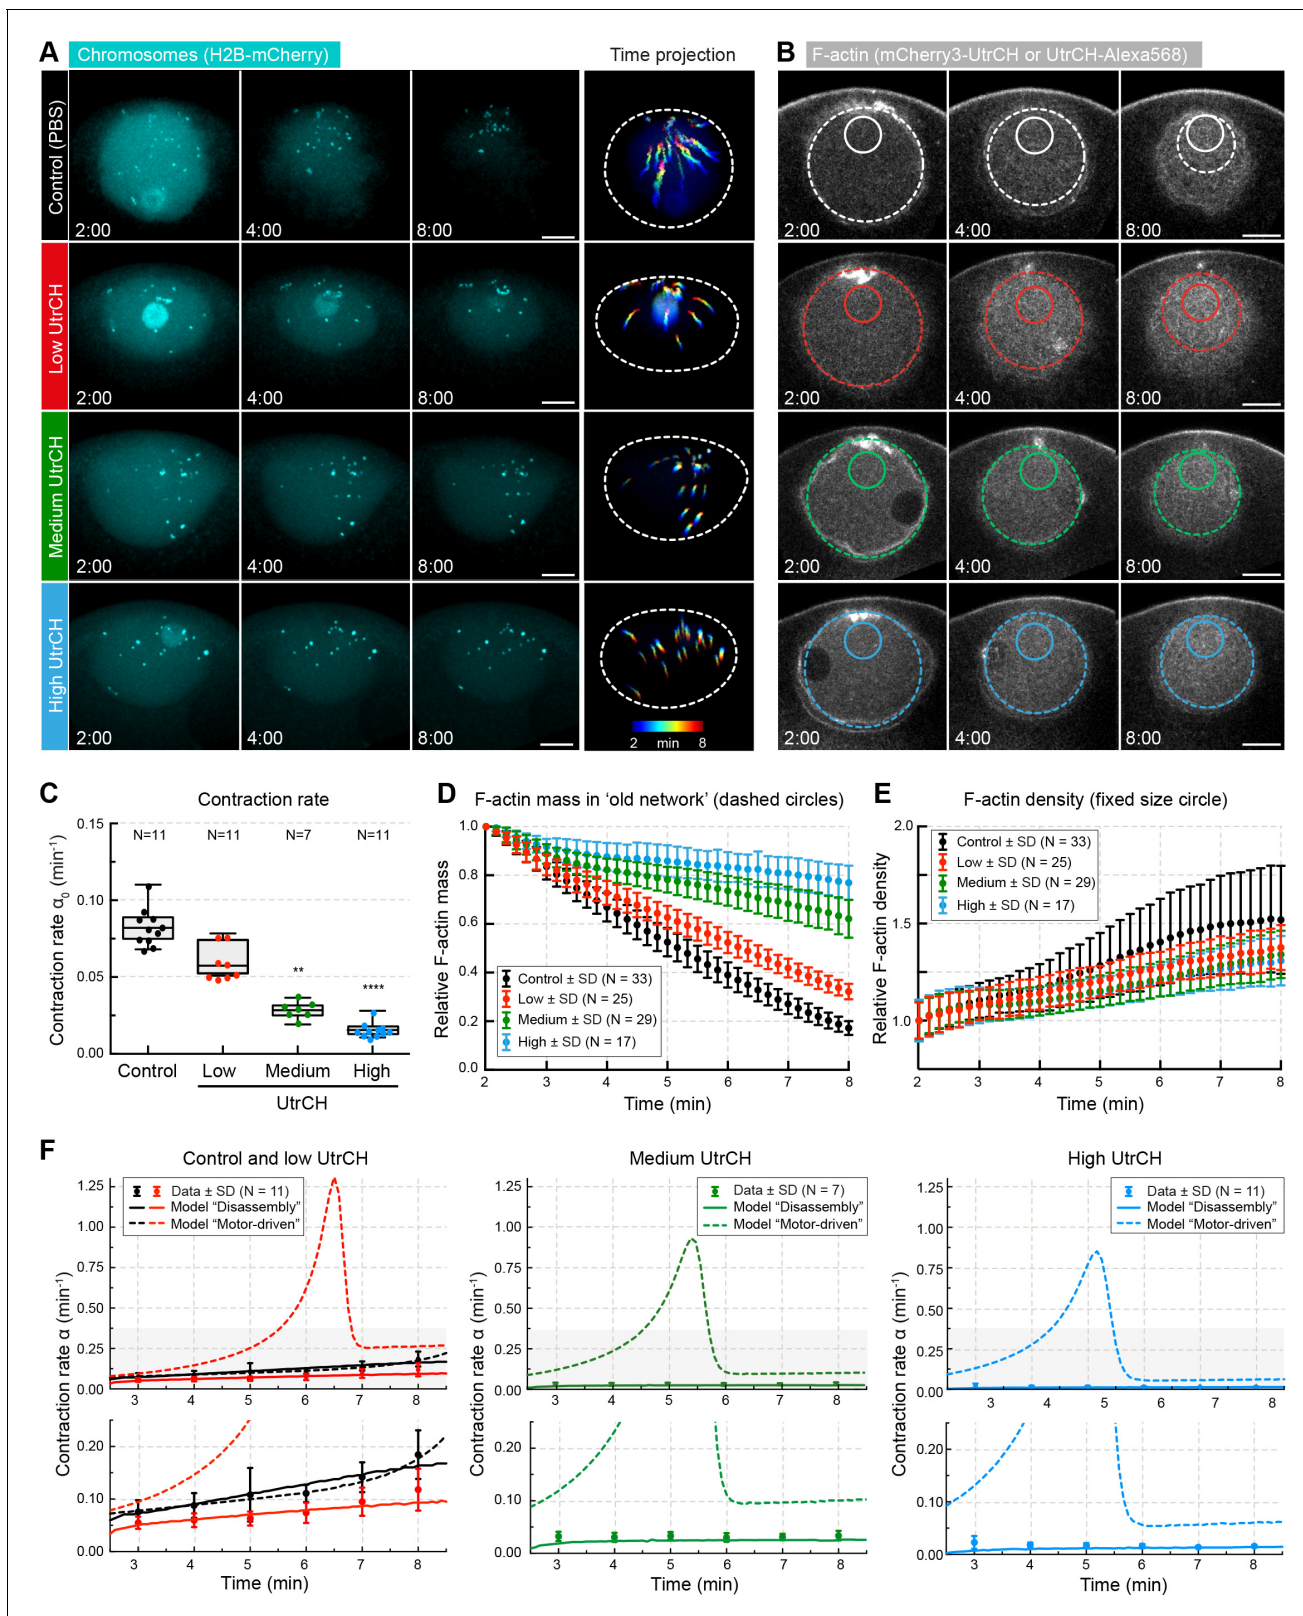 A Chromosomes (H2B-mCherry)
Time projection
Control (PBS)
2:00 4:00 8:00
Low UtrCH
2:00 4:00 8:00
Medium UtrCH
2:00 4:00 8:00
High UtrCH
2:00 4:00 8:00
2 min 8
B F-actin (mCherry3-UtrCH or UtrCH-Alexa568)
2:00 4:00 8:00
2:00 4:00 8:00
2:00 4:00 8:00
2:00 4:00 8:00
C Contraction rate
Contraction rate α0 (min-1)
0.15
0.10
0.05
0.00
N=11 N=11 N=7 N=11
** ****
Control Low Medium High
UtrCH
D F-actin mass in ‘old network’ (dashed circles)
Relative F-actin mass
1.0
0.8
0.6
0.4
0.2
0.0
Control ± SD (N = 33)
Low ± SD (N = 25)
Medium ± SD (N = 29)
High ± SD (N = 17)
2 3 4 5 6 7 8
Time (min)
E F-actin density (fixed size circle)
Relative F-actin density
2.0
1.5
1.0
Control ± SD (N = 33)
Low ± SD (N = 25)
Medium ± SD (N = 29)
High ± SD (N = 17)
2 3 4 5 6 7 8
Time (min)
F Control and low UtrCH
Contraction rate α (min-1)
1.25
1.00
0.75
0.50
0.25
0.00
Data ± SD (N = 11)
Model “Disassembly”
Model “Motor-driven”
3 4 5 6 7 8
0.20
0.10
0.00
3 4 5 6 7 8
Time (min)
Medium UtrCH
Contraction rate α (min-1)
1.25
1.00
0.75
0.50
0.25
0.00
Data ± SD (N = 7)
Model “Disassembly”
Model “Motor-driven”
3 4 5 6 7 8
0.20
0.10
0.00
3 4 5 6 7 8
Time (min)
High UtrCH
Contraction rate α (min-1)
1.25
1.00
0.75
0.50
0.25
0.00
Data ± SD (N = 11)
Model “Disassembly”
Model “Motor-driven”
3 4 5 6 7 8
0.20
0.10
0.00
3 4 5 6 7 8
Time (min)